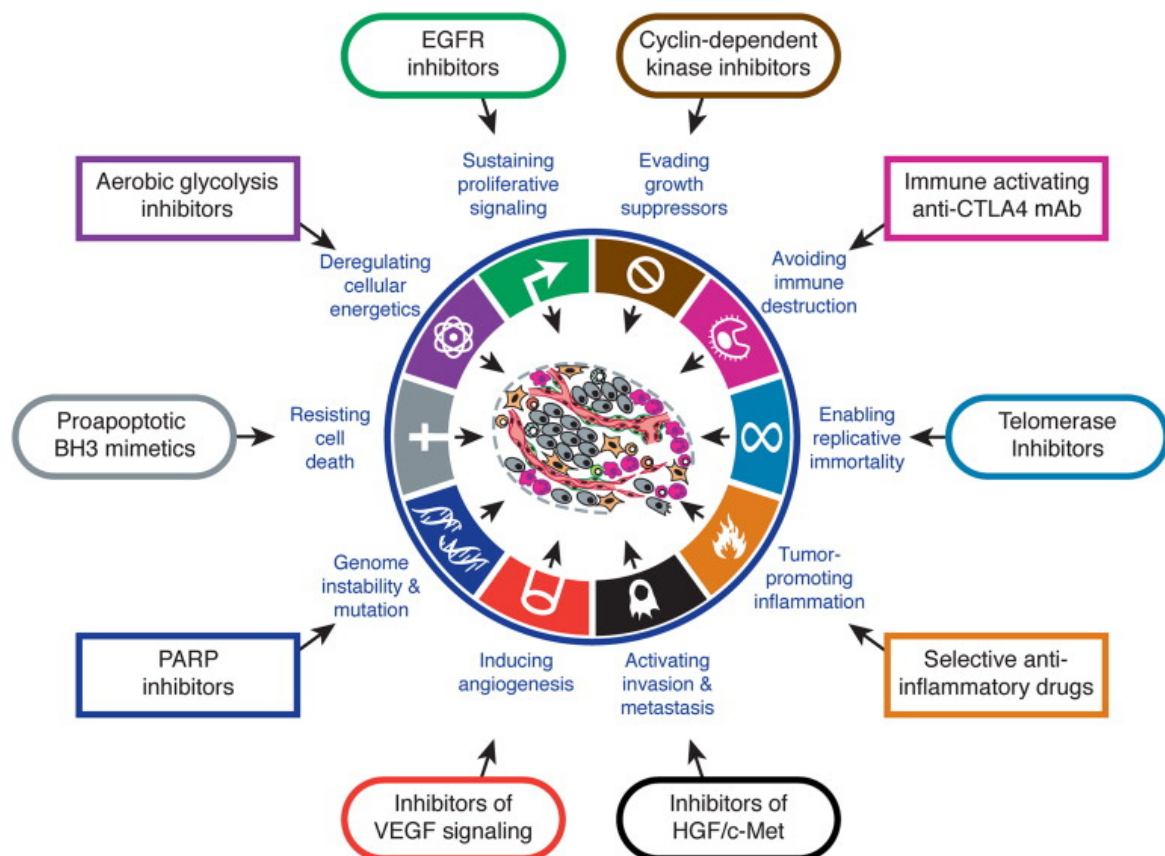 EGFR
inhibitors
Cyclin-dependent
kinase inhibitors
Sustaining
proliferative
signaling
Evading
growth
suppressors
Aerobic glycolysis
inhibitors
Immune activating
anti-CTLA4 mAb
Deregulating
cellular
energetics
Avoiding
immune
destruction
Proapoptotic
BH3 mimetics
Resisting
cell
death
Enabling
replicative
immortality
Telomerase
Inhibitors
Genome
instability &
mutation
Tumor-
promoting
inflammation
PARP
inhibitors
Inducing
angiogenesis
Activating
invasion &
metastasis
Selective anti-
inflammatory drugs
Inhibitors of
VEGF signaling
Inhibitors of
HGF/c-Met